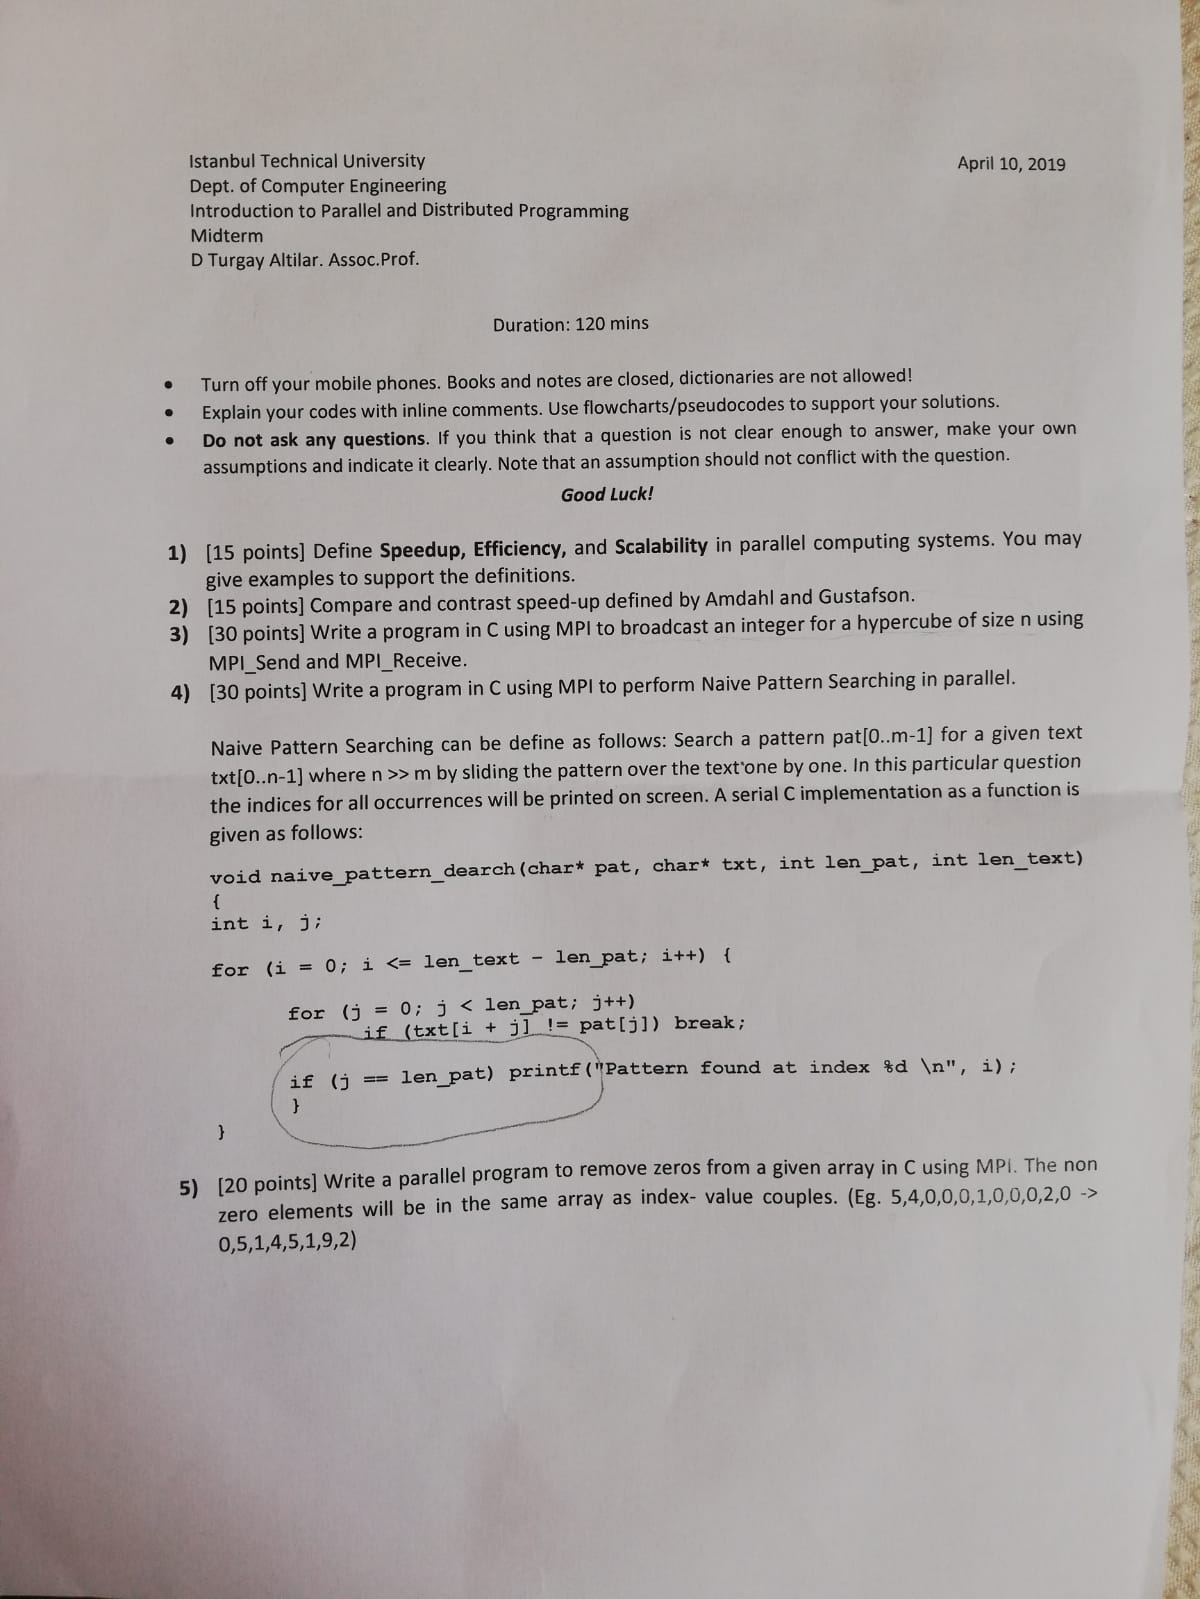 Istanbul Technical University
April 10, 2019
Dept. of Computer Engineering
Introduction to Parallel and Distributed Programming
Midterm
D Turgay Altilar. Assoc.Prof.
Duration: 120 mins
• Turn off your mobile phones. Books and notes are closed, dictionaries are not allowed!
• Explain your codes with inline comments. Use flowcharts/pseudocodes to support your solutions.
• Do not ask any questions. If you think that a question is not clear enough to answer, make your own
assumptions and indicate it clearly. Note that an assumption should not conflict with the question.
Good Luck!
1) [15 points] Define Speedup, Efficiency, and Scalability in parallel computing systems. You may
give examples to support the definitions.
2) [15 points] Compare and contrast speed-up defined by Amdahl and Gustafson.
3) [30 points] Write a program in C using MPI to broadcast an integer for a hypercube of size n using
MPI_Send and MPI_Receive.
4) [30 points] Write a program in C using MPI to perform Naive Pattern Searching in parallel.
Naive Pattern Searching can be define as follows: Search a pattern pat[0..m-1] for a given text
txt[0..n-1] where n >> m by sliding the pattern over the text one by one. In this particular question
the indices for all occurrences will be printed on screen. A serial C implementation as a function is
given as follows:
void naive_pattern_dearch(char* pat, char* txt, int len_pat, int len_text)
{
int i, j;
for (i = 0; i <= len_text - len_pat; i++) {
for (j = 0; j < len_pat; j++)
if (txt[i + j] != pat[j]) break;
if (j == len_pat) printf("Pattern found at index %d \n", i);
}
}
5) [20 points] Write a parallel program to remove zeros from a given array in C using MPI. The non
zero elements will be in the same array as index- value couples. (Eg. 5,4,0,0,0,1,0,0,0,2,0 ->
0,5,1,4,5,1,9,2)